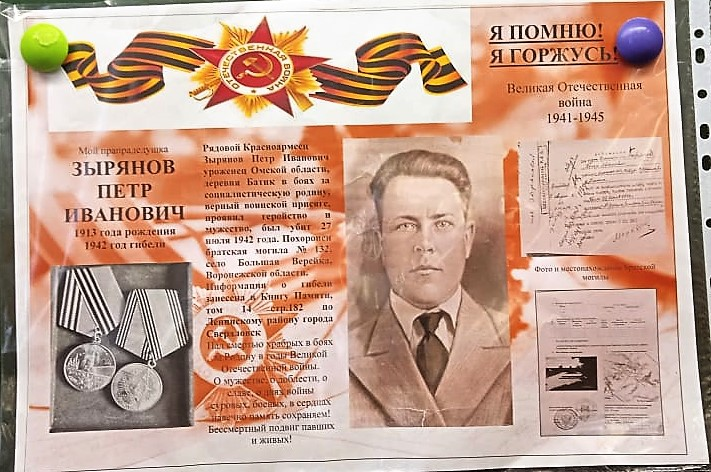 ОТЕЧЕСТВЕННАЯ ВОЙНА
Я ПОМНЮ!
Я ГОРЖУСЬ!
Великая Отечественная
война
1941-1945
Мой прапрадедушка
ЗЫРЯНОВ
ПЕТР
ИВАНОВИЧ
1913 года рождения
1942 год гибели
Рядовой Красноармеец
Зырянов Петр Иванович
уроженец Омской области,
деревня Батик в боях за
социалистическую родину,
верный воинской присяге,
проявил геройство и
мужество, был убит 27
июля 1942 года. Похоронен
братская могила № 132,
село Большая Верейка,
Воронежской области.
Информация о гибели
занесена в Книгу Памяти,
том 14 стр.182 по
Ленинскому району города
Свердловск
Пал смертью храбрых в боях
за Родину в годы Великой
Отечественной войны.
О мужестве, о доблести, о
славе, о днях войны
суровых, боевых, в сердцах
навечно память сохраняем!
Бессмертный подвиг павших
и живых!
Фото и местонахождение братской
могилы